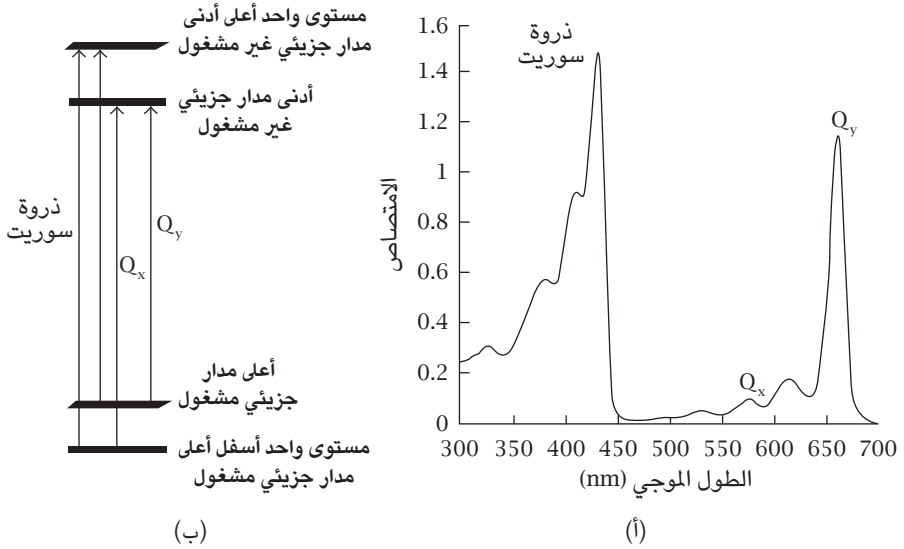 مستوى واحد أعلى أدنى
مدار جزيئي غير مشغول
أدنى مدار جزيئي
غير مشغول
ذروة
سوريت
Qy
Qx
أعلى مدار
جزيئي مشغول
مستوى واحد أسفل أعلى
مدار جزيئي مشغول
(ب)
ذروة
سوريت
Qy
Qx
الامتصاص
1.6
1.4
1.2
1
0.8
0.6
0.4
0.2
0
300 350 400 450 500 550 600 650 700
الطول الموجي (nm)
(أ)